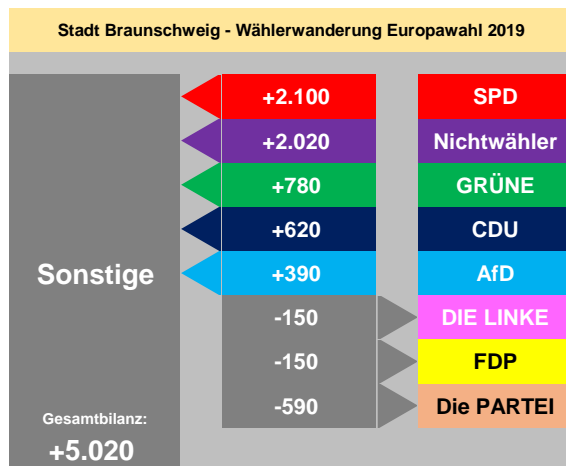 Stadt Braunschweig - Wählerwanderung Europawahl 2019
+2.100 SPD
+2.020 Nichtwähler
+780 GRÜNE
+620 CDU
Sonstige +390 AfD
-150 DIE LINKE
-150 FDP
-590 Die PARTEI
Gesamtbilanz:
+5.020